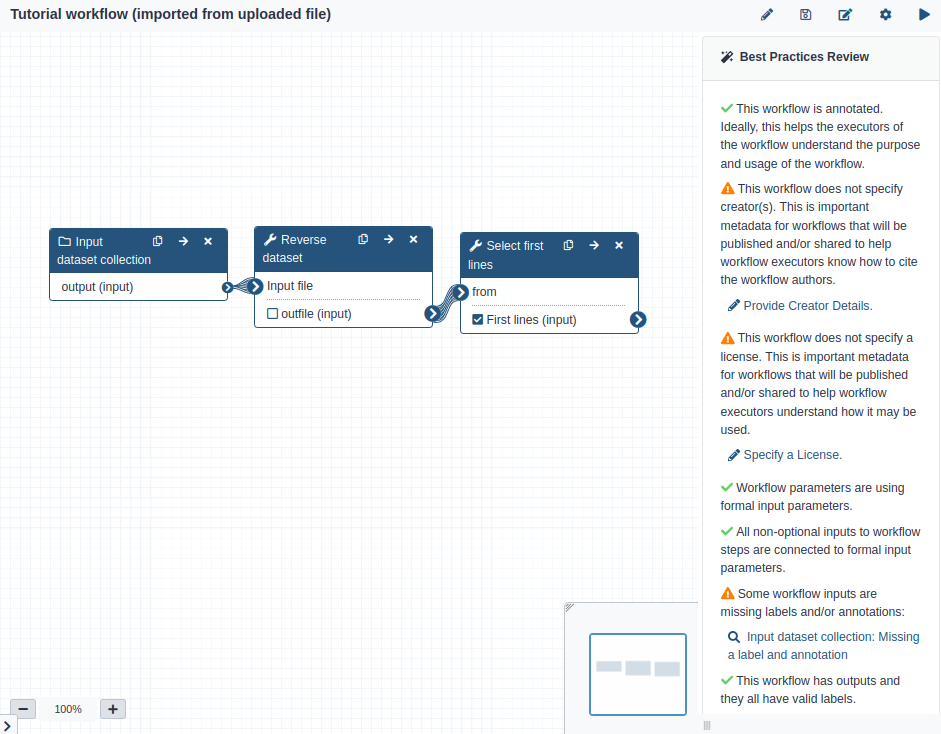 Tutorial workflow (imported from uploaded file)
Input
dataset collection
output (input)
Reverse
dataset
Input file
outfile (input)
Select first
lines
from
First lines (input)
100%
Best Practices Review
This workflow is annotated.
Ideally, this helps the executors of
the workflow understand the purpose
and usage of the workflow.
This workflow does not specify
creator(s). This is important
metadata for workflows that will be
published and/or shared to help
workflow executors know how to cite
the workflow authors.
Provide Creator Details.
This workflow does not specify a
license. This is important metadata
for workflows that will be published
and/or shared to help workflow
executors understand how it may be
used.
Specify a License.
Workflow parameters are using
formal input parameters.
All non-optional inputs to workflow
steps are connected to formal input
parameters.
Some workflow inputs are
missing labels and/or annotations:
Input dataset collection: Missing
a label and annotation
This workflow has outputs and
they all have valid labels.